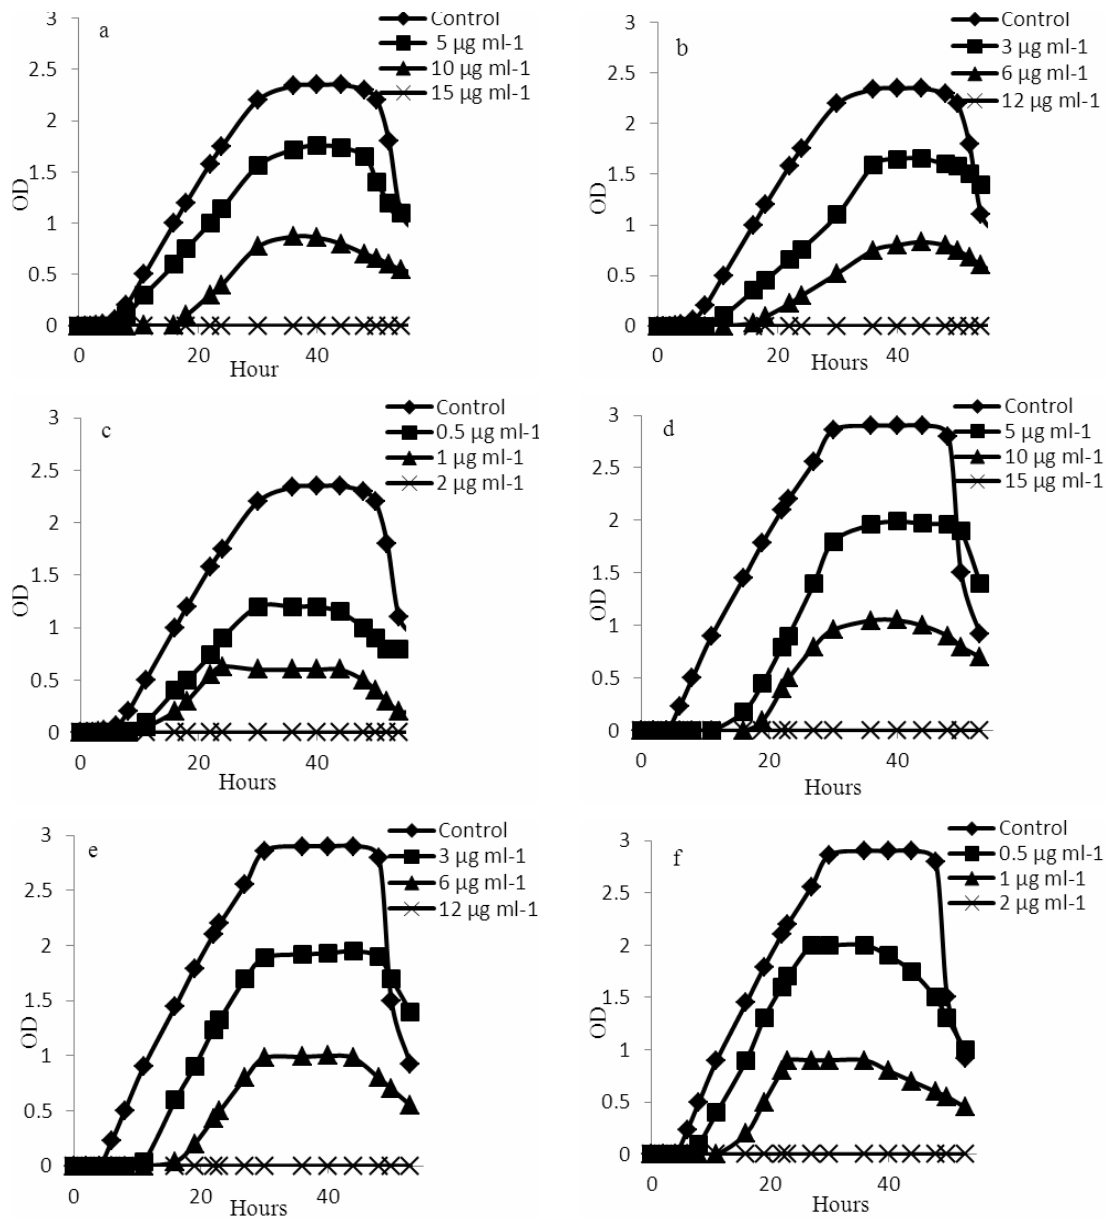 a
3
2.5
2
1.5
1
0.5
0
OD
0 20 40
Hour
Control
5 µg ml-1
10 µg ml-1
15 µg ml-1
b
3
2.5
2
1.5
1
0.5
0
OD
0 20 40
Hours
Control
3 µg ml-1
6 µg ml-1
12 µg ml-1
c
3
2.5
2
1.5
1
0.5
0
OD
0 20 40
Hours
Control
0.5 µg ml-1
1 µg ml-1
2 µg ml-1
d
3
2.5
2
1.5
1
0.5
0
OD
0 20 40
Hours
Control
5 µg ml-1
10 µg ml-1
15 µg ml-1
e
3
2.5
2
1.5
1
0.5
0
OD
0 20 40
Hours
Control
3 µg ml-1
6 µg ml-1
12 µg ml-1
f
3
2.5
2
1.5
1
0.5
0
OD
0 20 40
Hours
Control
0.5 µg ml-1
1 µg ml-1
2 µg ml-1